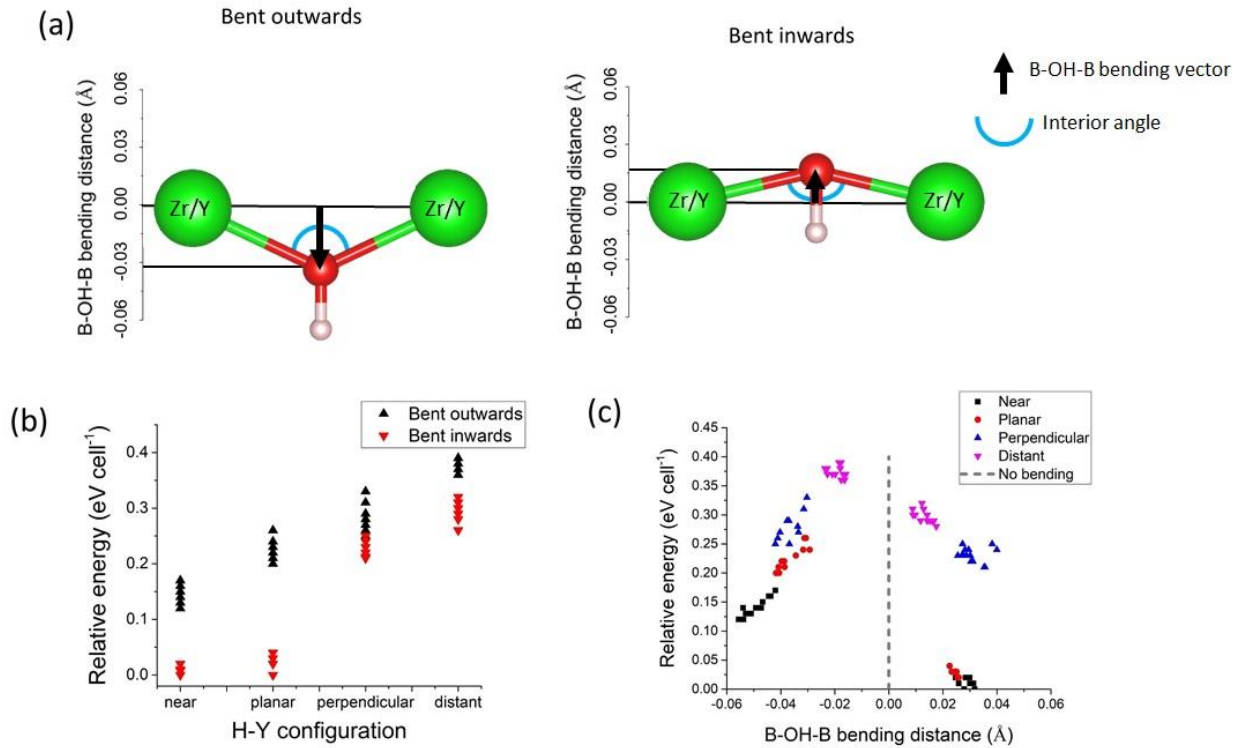 (a)
Bent outwards
Bent inwards
B-OH-B bending distance (Å)
0.06
0.03
0.00
-0.03
-0.06
Zr/Y
Zr/Y
B-OH-B bending distance (Å)
0.06
0.03
0.00
-0.03
-0.06
Zr/Y
Zr/Y
B-OH-B bending vector
Interior angle
(b)
Bent outwards
Bent inwards
Relative energy (eV cell⁻¹)
0.4
0.3
0.2
0.1
0.0
near
planar
perpendicular
distant
H-Y configuration
(c)
Near
Planar
Perpendicular
Distant
No bending
Relative energy (eV cell⁻¹)
0.45
0.40
0.35
0.30
0.25
0.20
0.15
0.10
0.05
0.00
-0.06
-0.04
-0.02
0.00
0.02
0.04
0.06
B-OH-B bending distance (Å)